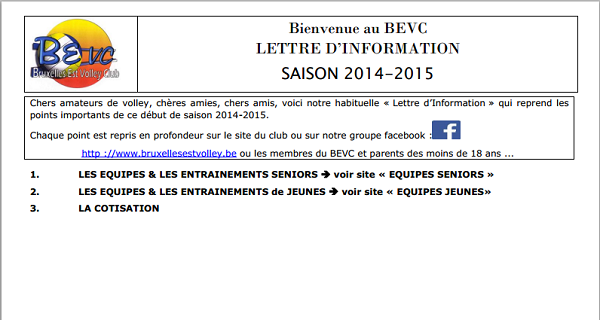 BEVC
Bruxelles Est Volley Club
Bienvenue au BEVC
LETTRE D'INFORMATION
SAISON 2014-2015
Chers amateurs de volley, chères amies, chers amis, voici notre habituelle « Lettre d'Information » qui reprend les
points importants de ce début de saison 2014-2015.
Chaque point est repris en profondeur sur le site du club ou sur notre groupe facebook :
http ://www.bruxellesestvolley.be ou les membres du BEVC et parents des moins de 18 ans ...
1. LES EQUIPES & LES ENTRAINEMENTS SENIORS ➔ voir site « EQUIPES SENIORS »
2. LES EQUIPES & LES ENTRAINEMENTS de JEUNES ➔ voir site « EQUIPES JEUNES»
3. LA COTISATION